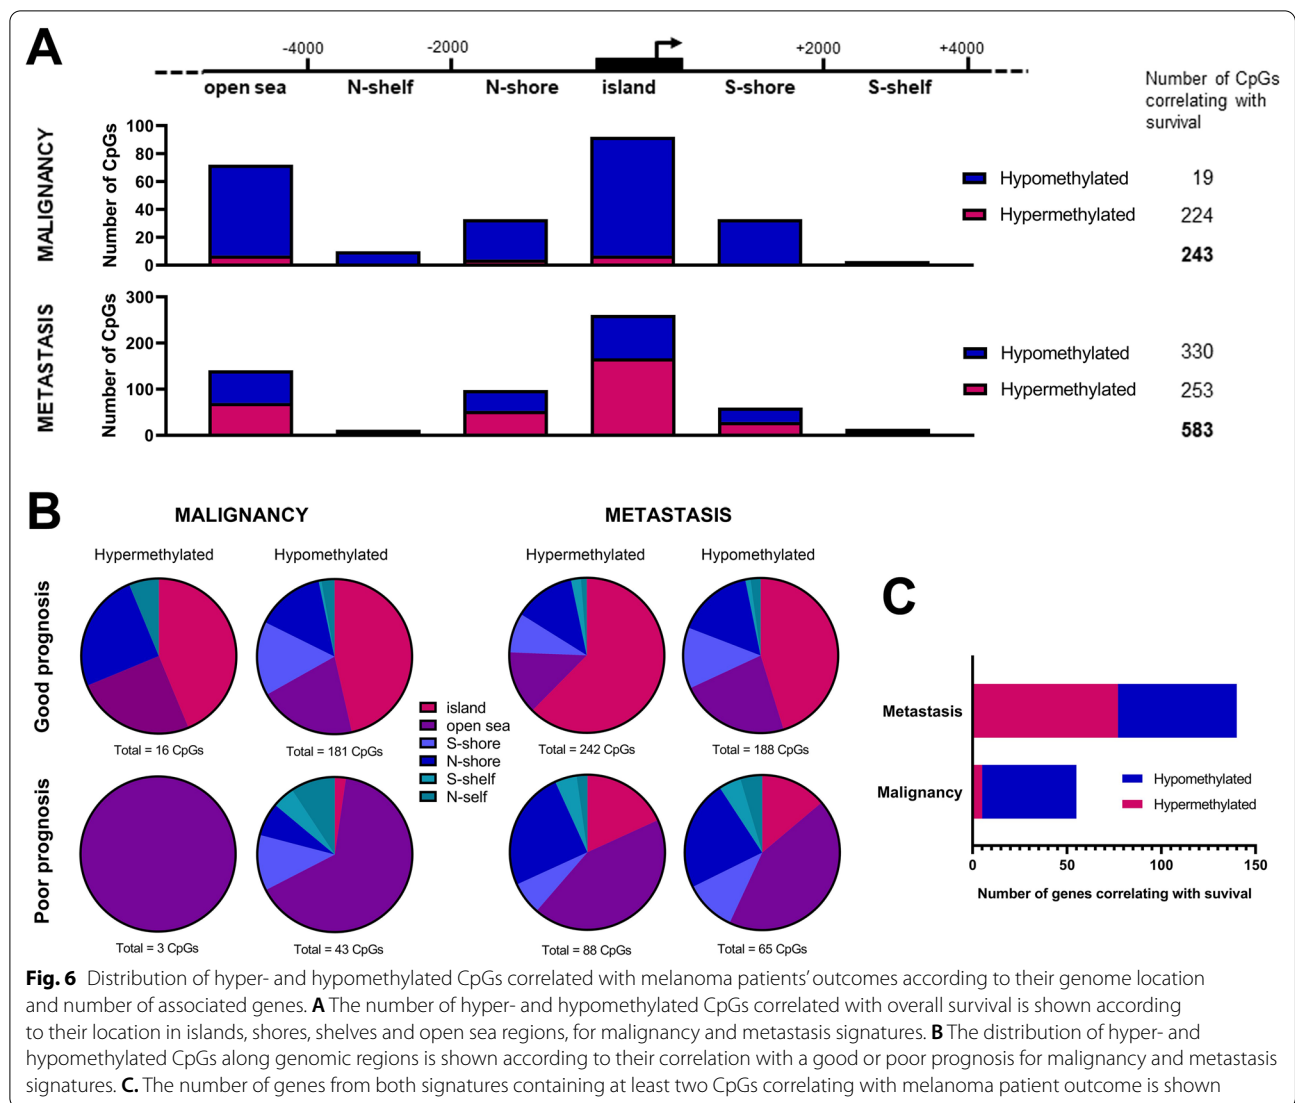 A
-4000
-2000
+2000
+4000
open sea
N-shelf
N-shore
island
S-shore
S-shelf
Number of CpGs
correlating with
survival
MALIGNANCY
Number of CpGs
100
80
60
40
20
0
Hypomethylated
19
Hypermethylated
224
243
METASTASIS
Number of CpGs
300
200
100
0
Hypomethylated
330
Hypermethylated
253
583
B
MALIGNANCY
METASTASIS
Hypermethylated
Hypomethylated
Hypermethylated
Hypomethylated
Good prognosis
Total = 16 CpGs
Total = 181 CpGs
Total = 242 CpGs
Total = 188 CpGs
island
open sea
S-shore
N-shore
S-shelf
N-self
Poor prognosis
Total = 3 CpGs
Total = 43 CpGs
Total = 88 CpGs
Total = 65 CpGs
C
Metastasis
Malignancy
Hypomethylated
Hypermethylated
0
50
100
150
Number of genes correlating with suvival
Fig. 6 Distribution of hyper- and hypomethylated CpGs correlated with melanoma patients' outcomes according to their genome location
and number of associated genes. A The number of hyper- and hypomethylated CpGs correlated with overall survival is shown according
to their location in islands, shores, shelves and open sea regions, for malignancy and metastasis signatures. B The distribution of hyper- and
hypomethylated CpGs along genomic regions is shown according to their correlation with a good or poor prognosis for malignancy and metastasis
signatures. C. The number of genes from both signatures containing at least two CpGs correlating with melanoma patient outcome is shown